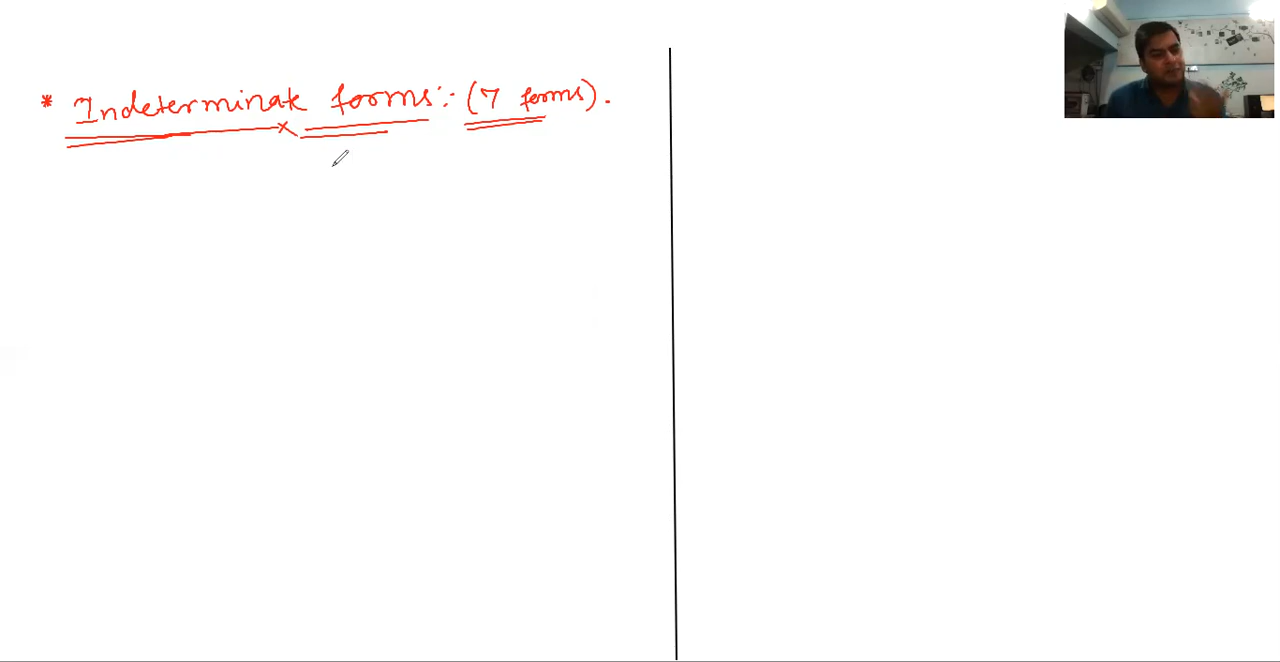 * Indeterminate forms :- (7 forms).